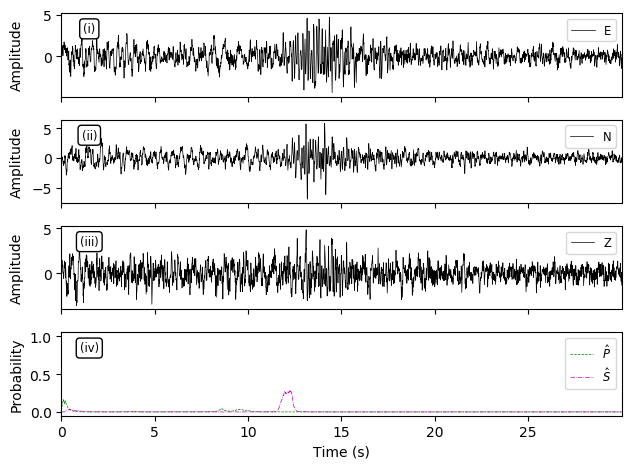 5
0
Amplitude
(i)
E
5
0
−5
Amplitude
(ii)
N
5
0
Amplitude
(iii)
Z
1.0
0.5
0.0
Probability
(iv)
P̂
Ŝ
0 5 10 15 20 25
Time (s)